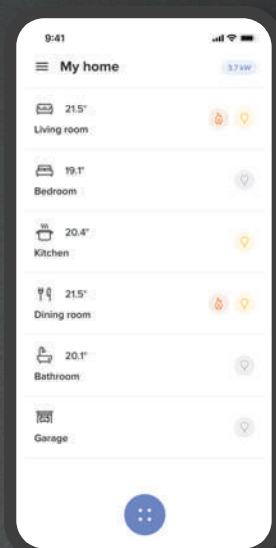 9:41
My home
3.7 kW
21.5°
Living room
19.1°
Bedroom
20.4°
Kitchen
21.5°
Dining room
20.1°
Bathroom
Garage